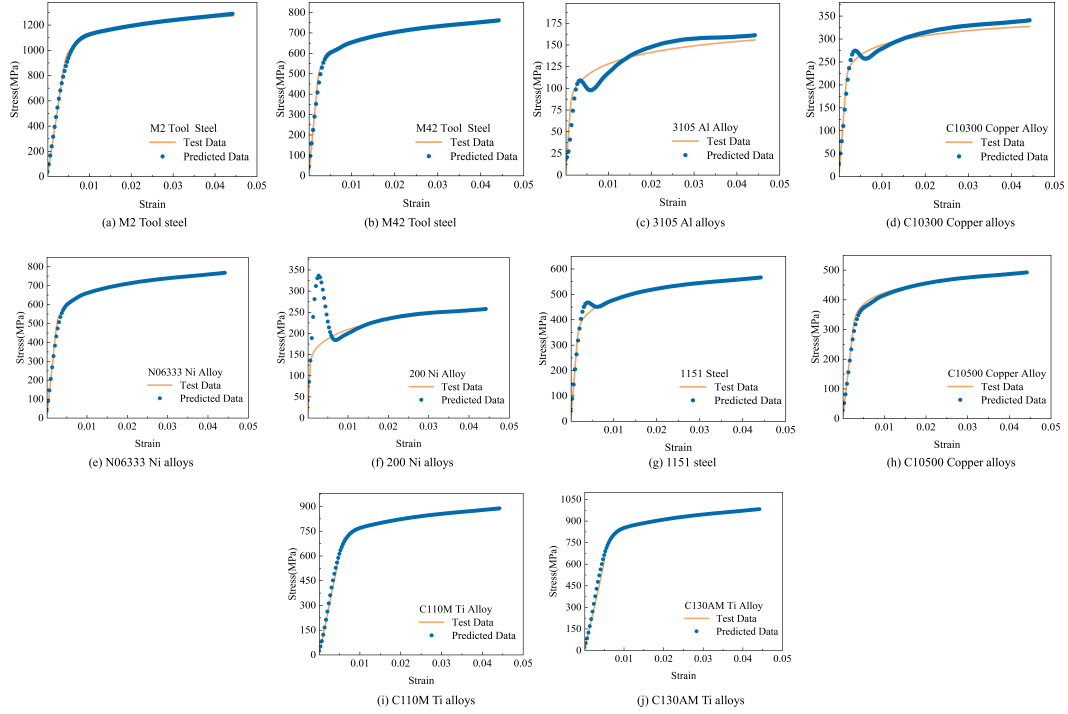 1200
1000
800
600
400
200
0
Stress(MPa)
M2 Tool Steel
Test Data
Predicted Data
0.01 0.02 0.03 0.04 0.05
Strain
(a) M2 Tool steel
800
700
600
500
400
300
200
100
0
Stress(MPa)
M42 Tool Steel
Test Data
Predicted Data
0.01 0.02 0.03 0.04 0.05
Strain
(b) M42 Tool steel
175
150
125
100
75
50
25
0
Stress(MPa)
3105 Al Alloy
Test Data
Predicted Data
0.01 0.02 0.03 0.04 0.05
Strain
(c) 3105 Al alloys
350
300
250
200
150
100
50
0
Stress(MPa)
C10300 Copper Alloy
Test Data
Predicted Data
0.01 0.02 0.03 0.04 0.05
Strain
(d) C10300 Copper alloys
800
700
600
500
400
300
200
100
0
Stress(MPa)
N06333 Ni Alloy
Test Data
Predicted Data
0.01 0.02 0.03 0.04 0.05
Strain
(e) N06333 Ni alloys
350
300
250
200
150
100
50
0
Stress(MPa)
200 Ni Alloy
Test Data
Predicted Data
0.01 0.02 0.03 0.04 0.05
Strain
(f) 200 Ni alloys
600
500
400
300
200
100
0
Stress(MPa)
1151 Steel
Test Data
Predicted Data
0.01 0.02 0.03 0.04 0.05
Strain
(g) 1151 steel
500
400
300
200
100
0
Stress(MPa)
C10500 Copper Alloy
Test Data
Predicted Data
0.01 0.02 0.03 0.04 0.05
Strain
(h) C10500 Copper alloys
900
750
600
450
300
150
0
Stress(MPa)
C110M Ti Alloy
Test Data
Predicted Data
0.01 0.02 0.03 0.04 0.05
Strain
(i) C110M Ti alloys
1050
900
750
600
450
300
150
0
Stress(MPa)
C130AM Ti Alloy
Test Data
Predicted Data
0.01 0.02 0.03 0.04 0.05
Strain
(j) C130AM Ti alloys